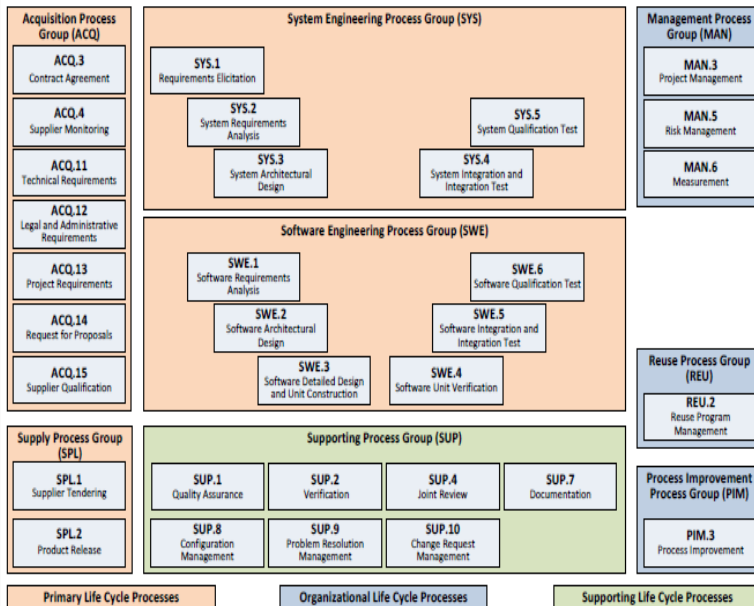 Acquisition Process
Group (ACQ)
ACQ.3
Contract Agreement
ACQ.4
Supplier Monitoring
ACQ.11
Technical Requirements
ACQ.12
Legal and Administrative
Requirements
ACQ.13
Project Requirements
ACQ.14
Request for Proposals
ACQ.15
Supplier Qualification
System Engineering Process Group (SYS)
SYS.1
Requirements Elicitation
SYS.2
System Requirements
Analysis
SYS.3
System Architectural
Design
SYS.5
System Qualification Test
SYS.4
System Integration and
Integration Test
Software Engineering Process Group (SWE)
SWE.1
Software Requirements
Analysis
SWE.2
Software Architectural
Design
SWE.3
Software Detailed Design
and Unit Construction
SWE.6
Software Qualification Test
SWE.5
Software Integration and
Integration Test
SWE.4
Software Unit Verification
Management Process
Group (MAN)
MAN.3
Project Management
MAN.5
Risk Management
MAN.6
Measurement
Reuse Process Group
(REU)
REU.2
Reuse Program
Management
Supply Process Group
(SPL)
SPL.1
Supplier Tendering
SPL.2
Product Release
Supporting Process Group (SUP)
SUP.1
Quality Assurance
SUP.2
Verification
SUP.4
Joint Review
SUP.7
Documentation
SUP.8
Configuration
Management
SUP.9
Problem Resolution
Management
SUP.10
Change Request
Management
Process Improvement
Process Group (PIM)
PIM.3
Process Improvement
Primary Life Cycle Processes
Organizational Life Cycle Processes
Supporting Life Cycle Processes